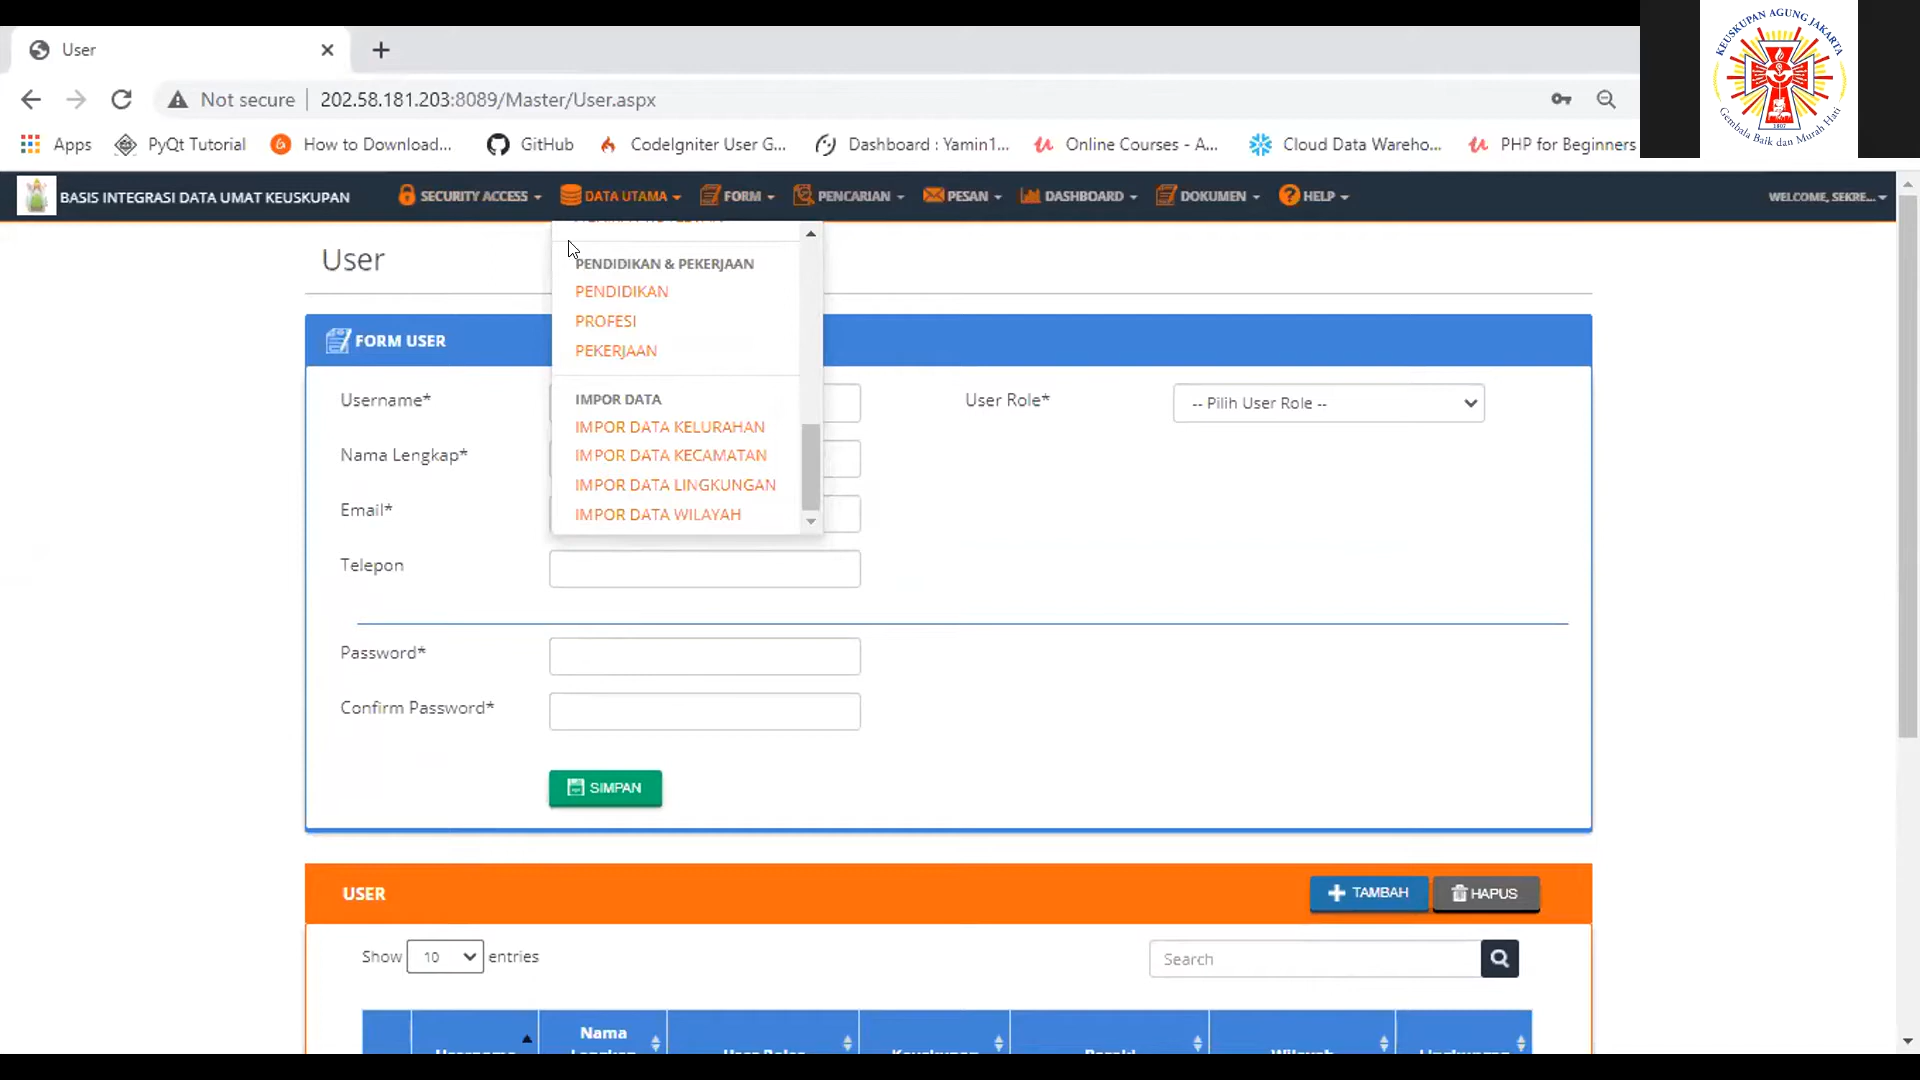 User
Not secure
202.58.181.203:8089/Master/User.aspx
Apps
PyQt Tutorial
How to Download...
GitHub
CodeIgniter User G...
Dashboard : Yamin1...
Online Courses - A...
Cloud Data Wareho...
PHP for Beginners
KEUSKUPAN AGUNG JAKARTA
1807
Gembala Baik dan Murah Hati
BASIS INTEGRASI DATA UMAT KEUSKUPAN
SECURITY ACCESS
DATA UTAMA
FORM
PENCARIAN
PESAN
DASHBOARD
DOKUMEN
HELP
WELCOME, SEKRE...
User
PENDIDIKAN & PEKERJAAN
PENDIDIKAN
PROFESI
PEKERJAAN
IMPOR DATA
IMPOR DATA KELURAHAN
IMPOR DATA KECAMATAN
IMPOR DATA LINGKUNGAN
IMPOR DATA WILAYAH
FORM USER
Username*
User Role*
-- Pilih User Role --
Nama Lengkap*
Email*
Telepon
Password*
Confirm Password*
SIMPAN
USER
TAMBAH
HAPUS
Show 10 entries
Search
Nama